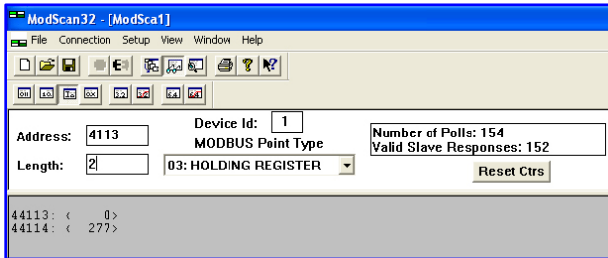 ModScan32 - [ModSca1]
File Connection Setup View Window Help
Address: 4113
Device Id: 1
MODBUS Point Type
Length: 2
03: HOLDING REGISTER
Number of Polls: 154
Valid Slave Responses: 152
Reset Ctrs
44113: < 0>
44114: < 277>